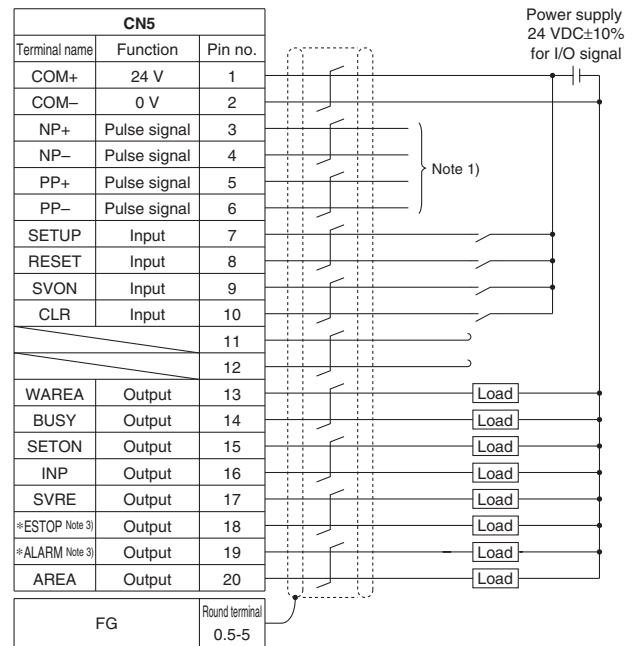 Power supply
24 VDC±10%
for I/O signal
CN5
Terminal name Function Pin no.
COM+ 24 V 1
COM– 0 V 2
NP+ Pulse signal 3
NP– Pulse signal 4
PP+ Pulse signal 5
PP– Pulse signal 6
Note 1)
SETUP Input 7
RESET Input 8
SVON Input 9
CLR Input 10
11
12
WAREA Output 13 Load
BUSY Output 14 Load
SETON Output 15 Load
INP Output 16 Load
SVRE Output 17 Load
*ESTOP Note 3) Output 18 Load
*ALARM Note 3) Output 19 Load
AREA Output 20 Load
FG Round terminal
0.5-5